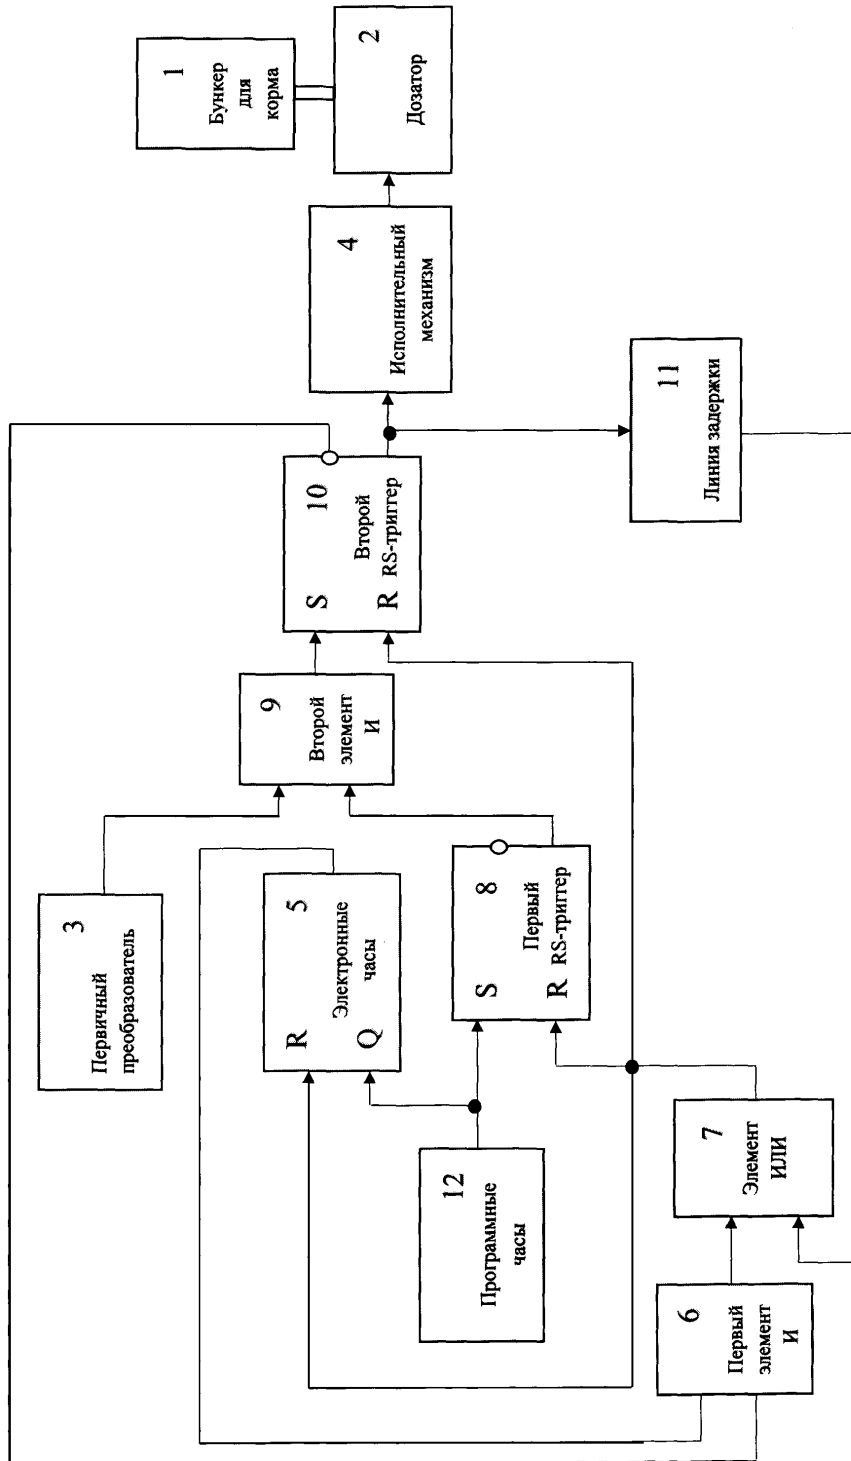 1
Бункер
для
корма
2
Дозатор
4
Исполнительный
механизм
11
Линия задержки
10
S
Второй
R RS-триггер
9
Второй
элемент
И
3
Первичный
преобразователь
5
R
Электронные
Q часы
8
S
Первый
R RS-триггер
12
Программные
часы
7
Элемент
ИЛИ
6
Первый
элемент
И